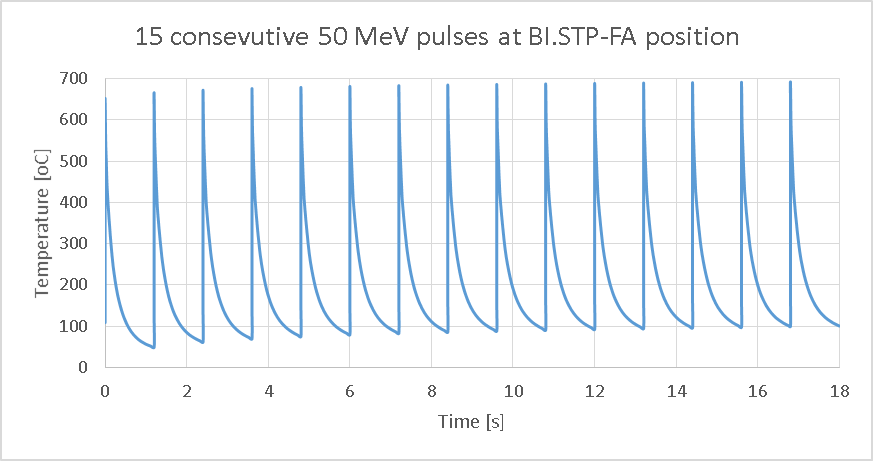 15 consevutive 50 MeV pulses at BI.STP-FA position
700
600
500
400
300
200
100
0
Temperature [oC]
0 2 4 6 8 10 12 14 16 18
Time [s]